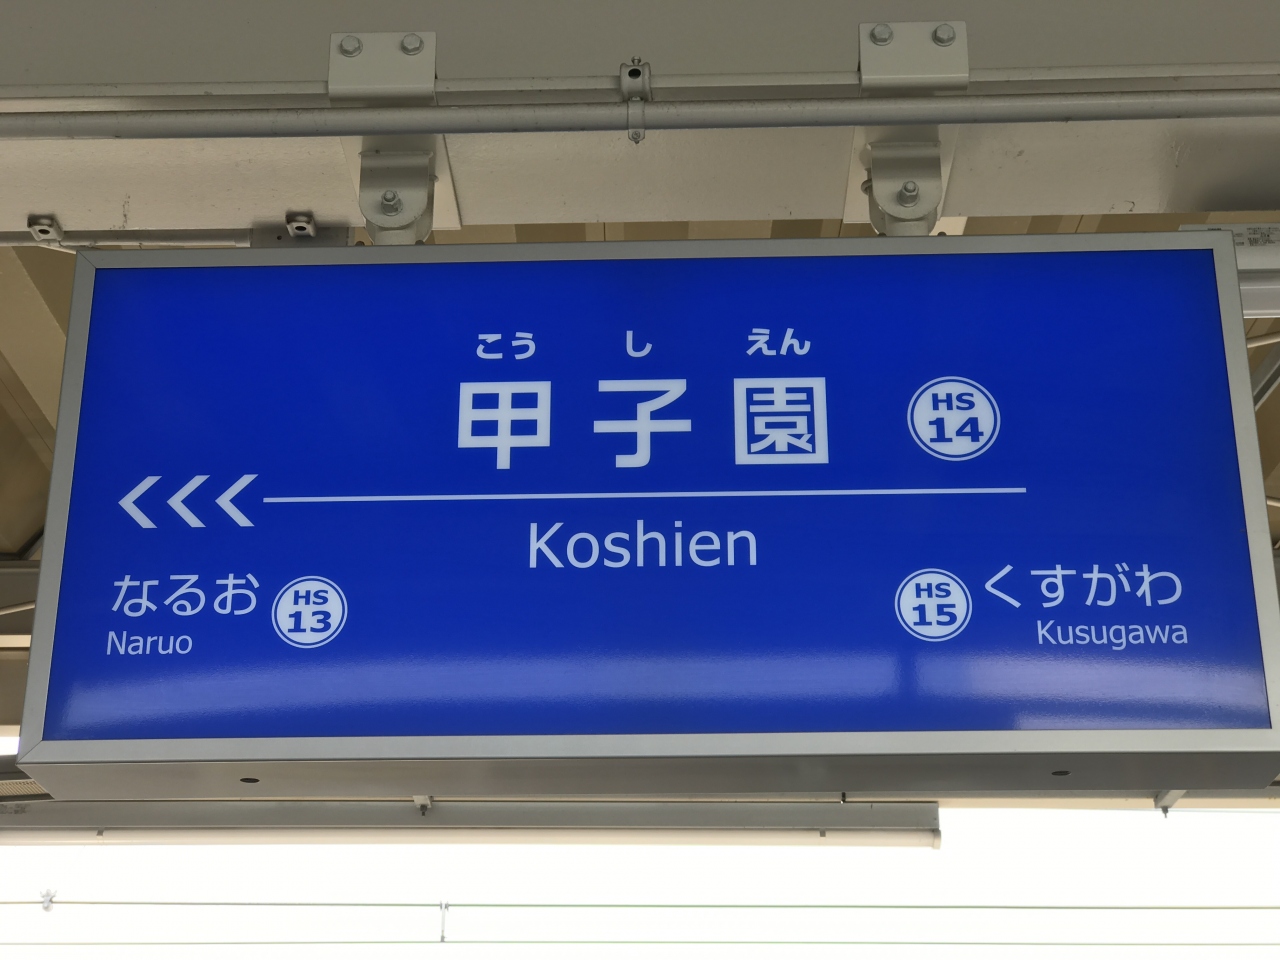 こう し えん
甲子園 HS 14
Koshien
なるお HS 13
Naruo
HS 15 くすがわ
Kusugawa